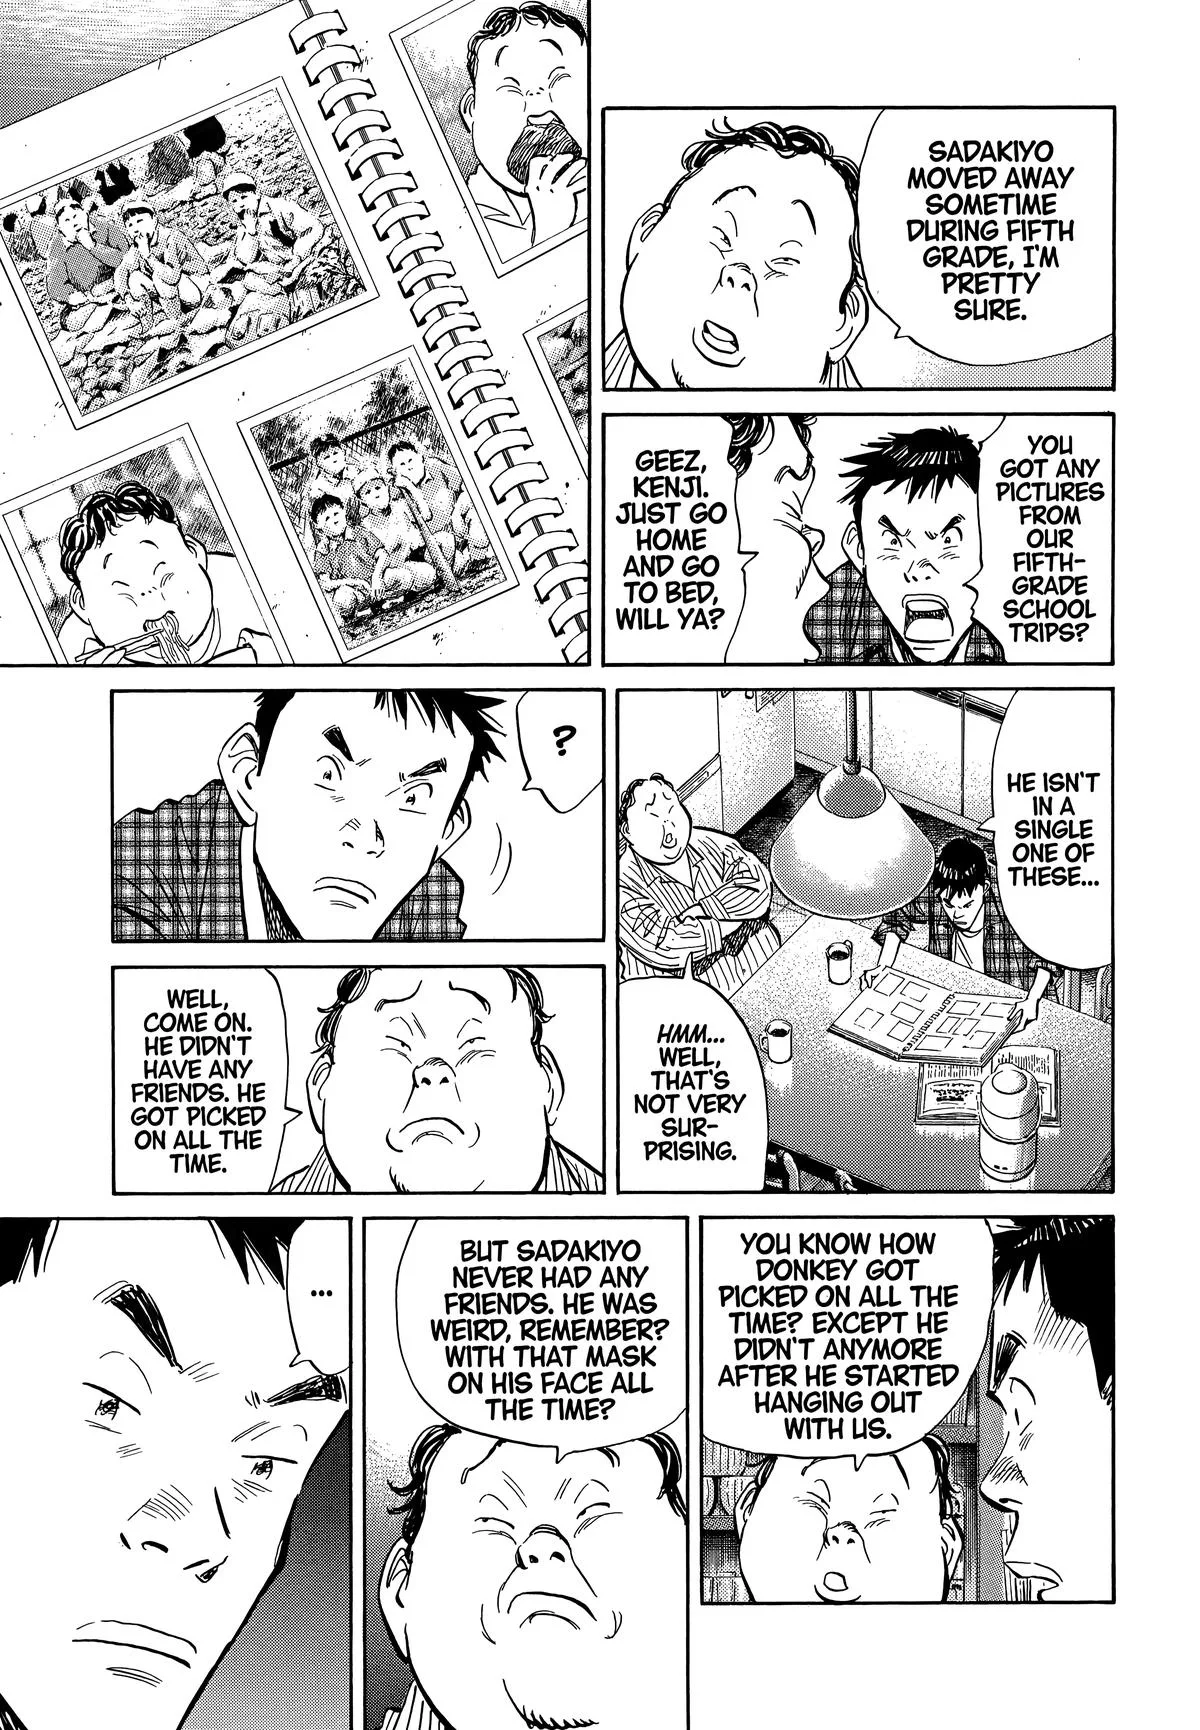 SADAKIYO
MOVED AWAY
SOMETIME
DURING FIFTH
GRADE, I'M
PRETTY
SURE.
YOU
GOT ANY
PICTURES
FROM
OUR
FIFTH-
GRADE
SCHOOL
TRIPS?
GEEZ,
KENJI.
JUST GO
HOME
AND GO
TO BED,
WILL YA?
HE ISN'T
IN A
SINGLE
ONE OF
THESE...
HMM...
WELL,
THAT'S
NOT VERY
SUR-
PRISING.
?
WELL,
COME ON.
HE DIDN'T
HAVE ANY
FRIENDS. HE
GOT PICKED
ON ALL THE
TIME.
YOU KNOW HOW
DONKEY GOT
PICKED ON ALL THE
TIME? EXCEPT HE
DIDN'T ANYMORE
AFTER HE STARTED
HANGING OUT
WITH US.
BUT SADAKIYO
NEVER HAD ANY
FRIENDS. HE WAS
WEIRD, REMEMBER?
WITH THAT MASK
ON HIS FACE ALL
THE TIME?
...